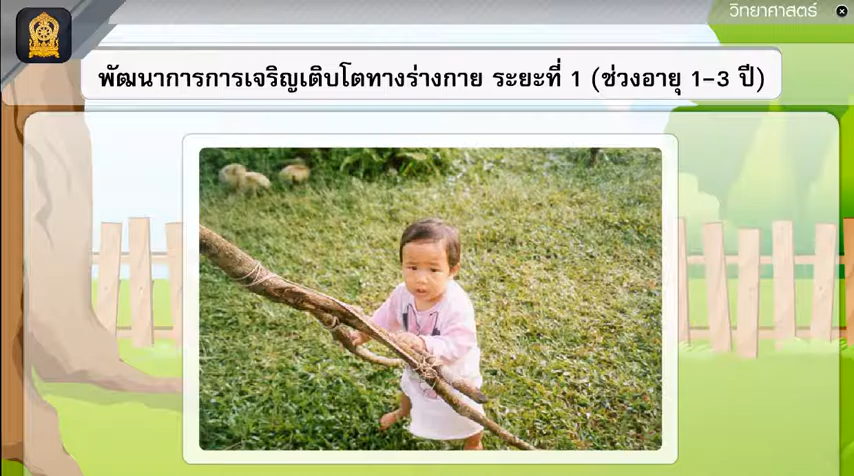 วิทยาศาสตร์
พัฒนาการการเจริญเติบโตทางร่างกาย ระยะที่ 1 (ช่วงอายุ 1-3 ปี)